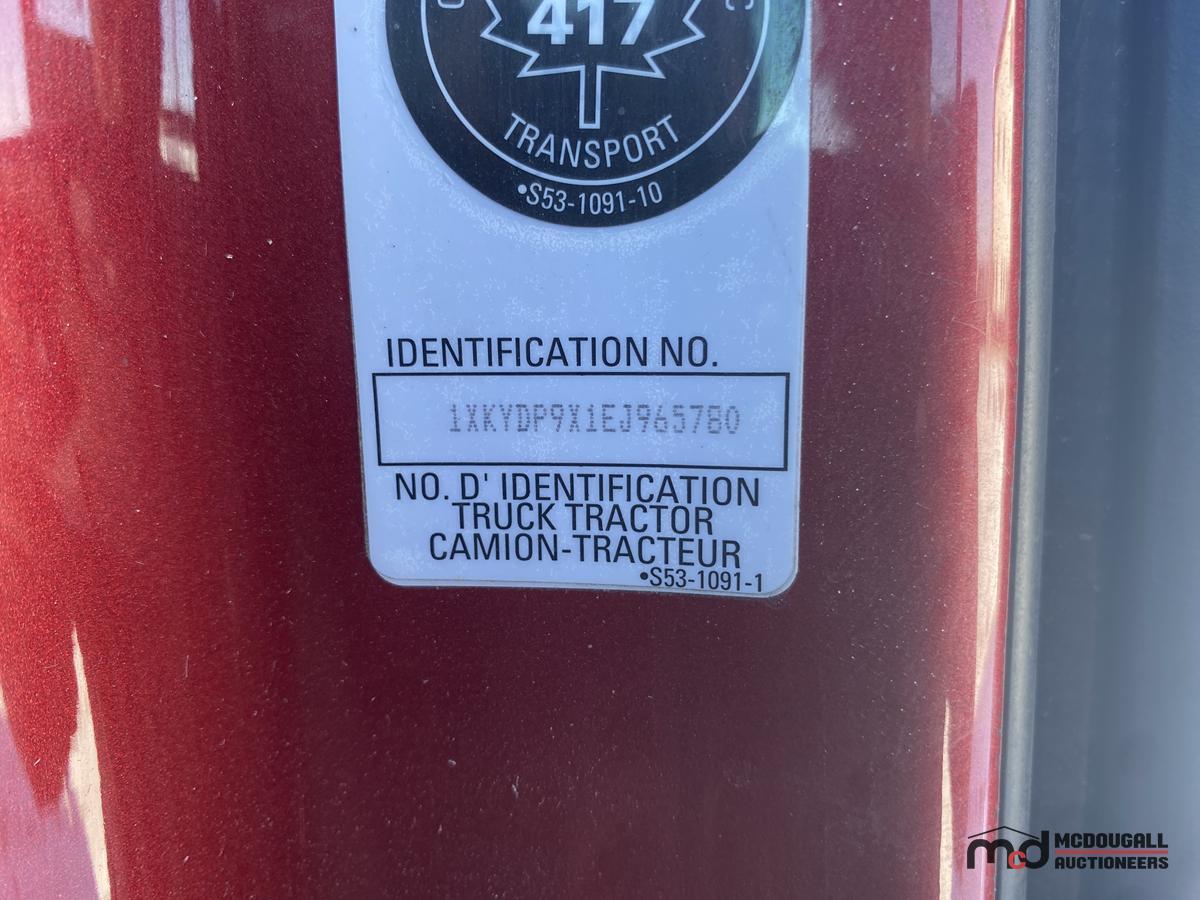 417
TRANSPORT
•S53-1091-10
IDENTIFICATION NO.
1XKYDP9X1EJ965780
NO. D' IDENTIFICATION
TRUCK TRACTOR
CAMION-TRACTEUR
•S53-1091-1
mcd MCDOUGALL
AUCTIONEERS